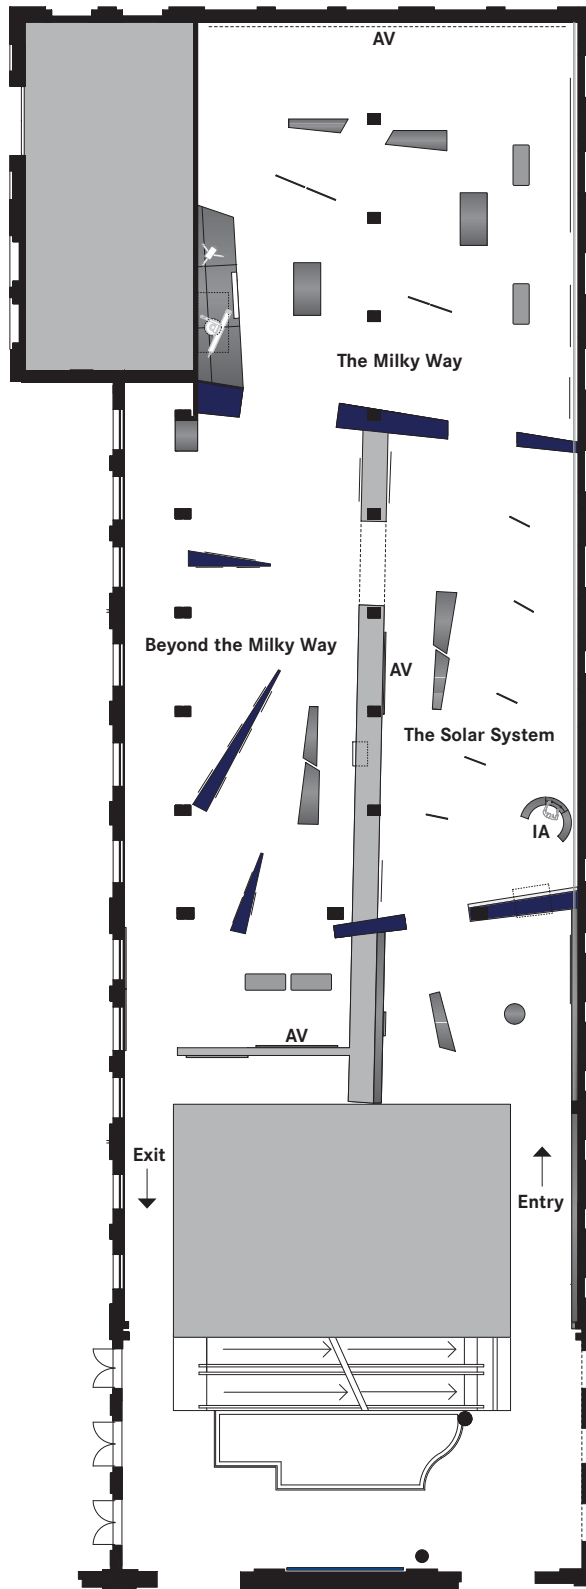 AV
The Milky Way
Beyond the Milky Way
AV
The Solar System
IA
AV
Exit
Entry